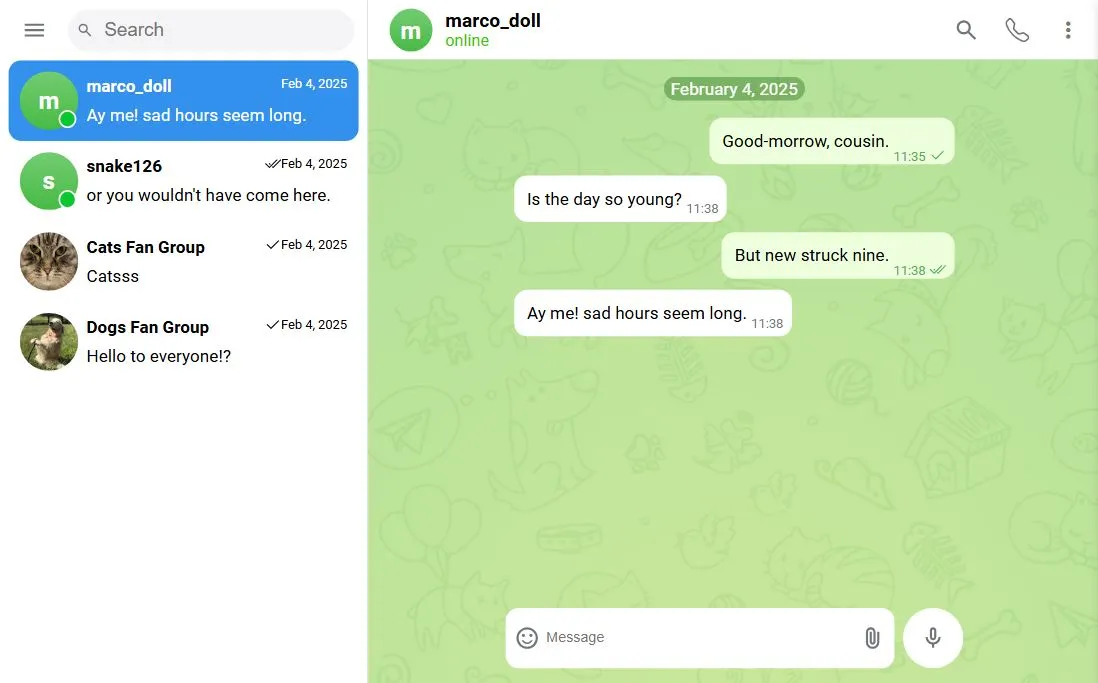 Search
m
marco_doll
Feb 4, 2025
Ay me! sad hours seem long.
s
snake126
Feb 4, 2025
or you wouldn't have come here.
Cats Fan Group
Feb 4, 2025
Catsss
Dogs Fan Group
Feb 4, 2025
Hello to everyone!?
m
marco_doll
online
February 4, 2025
Good-morrow, cousin.
11:35
Is the day so young?
11:38
But new struck nine.
11:38
Ay me! sad hours seem long.
11:38
Message